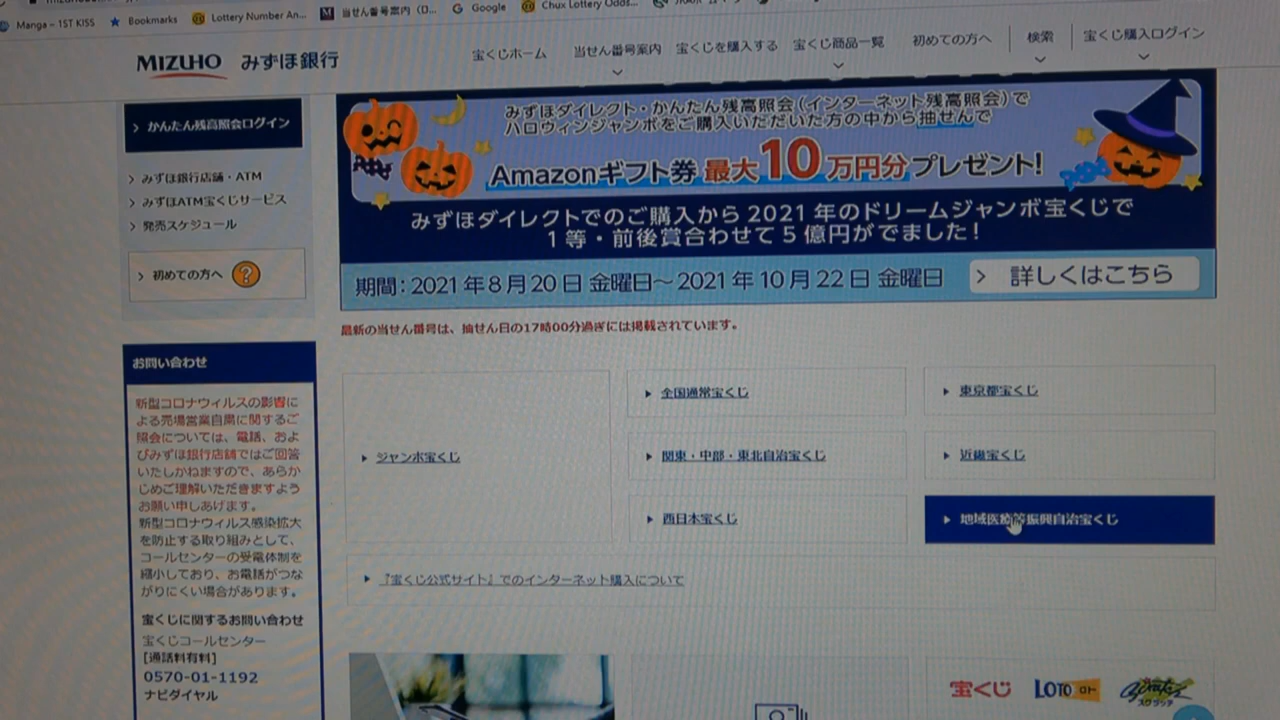 Manga – 1ST KISS
Bookmarks
Lottery Number An...
当せん番号案内 (ロ...
Google
Chux Lottery Odds...
MIZUHO みずほ銀行
宝くじホーム
当せん番号案内
宝くじを購入する
宝くじ商品一覧
初めての方へ
検索
宝くじ購入ログイン
かんたん残高照会ログイン
みずほ銀行店舗・ATM
みずほATM宝くじサービス
発売スケジュール
初めての方へ ?
みずほダイレクト・かんたん残高照会(インターネット残高照会)で
ハロウィンジャンボをご購入いただいた方の中から抽せんで
Amazonギフト券 最大10万円分プレゼント!
みずほダイレクトでのご購入から2021年のドリームジャンボ宝くじで
1等・前後賞合わせて5億円がでました!
期間:2021年8月20日 金曜日~2021年10月22日 金曜日
詳しくはこちら
最新の当せん番号は、抽せん日の17時00分過ぎには掲載されています。
ジャンボ宝くじ
全国通常宝くじ
東京都宝くじ
関東・中部・東北自治宝くじ
近畿宝くじ
西日本宝くじ
地域医療等振興自治宝くじ
『宝くじ公式サイト』でのインターネット購入について
お問い合わせ
新型コロナウィルスの影響に
よる売場営業自粛に関するご
照会については、電話、およ
びみずほ銀行店舗ではご回答
いたしかねますので、あらか
じめご理解いただきますよう
お願い申しあげます。
新型コロナウィルス感染拡大
を防止する取り組みとして、
コールセンターの受電体制を
縮小しており、お電話がつな
がりにくい場合があります。
宝くじに関するお問い合わせ
宝くじコールセンター
[通話料有料]
0570-01-1192
ナビダイヤル
宝くじ
LOTO ロト
スクラッチ